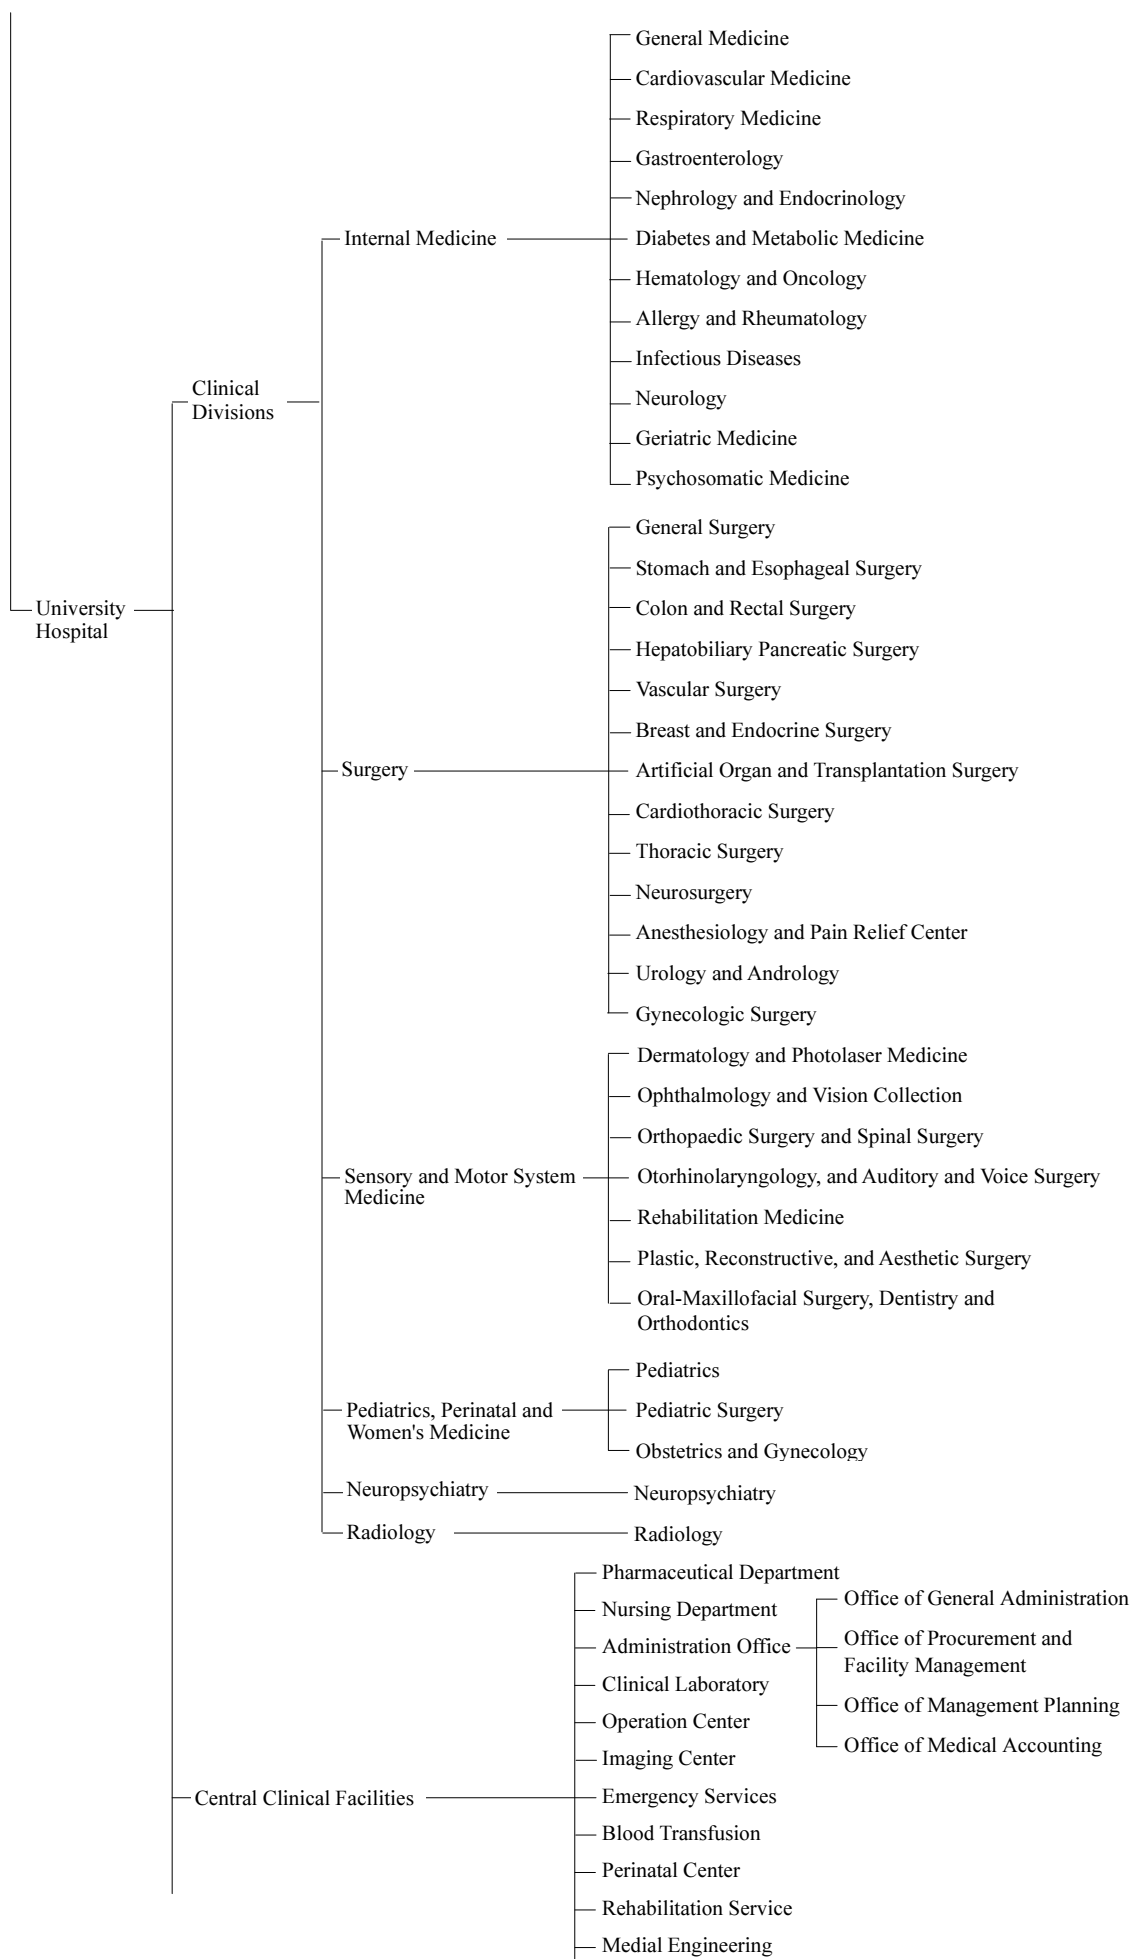 University
Hospital
Clinical
Divisions
Internal Medicine
General Medicine
Cardiovascular Medicine
Respiratory Medicine
Gastroenterology
Nephrology and Endocrinology
Diabetes and Metabolic Medicine
Hematology and Oncology
Allergy and Rheumatology
Infectious Diseases
Neurology
Geriatric Medicine
Psychosomatic Medicine
Surgery
General Surgery
Stomach and Esophageal Surgery
Colon and Rectal Surgery
Hepatobiliary Pancreatic Surgery
Vascular Surgery
Breast and Endocrine Surgery
Artificial Organ and Transplantation Surgery
Cardiothoracic Surgery
Thoracic Surgery
Neurosurgery
Anesthesiology and Pain Relief Center
Urology and Andrology
Gynecologic Surgery
Sensory and Motor System
Medicine
Dermatology and Photolaser Medicine
Ophthalmology and Vision Collection
Orthopaedic Surgery and Spinal Surgery
Otorhinolaryngology, and Auditory and Voice Surgery
Rehabilitation Medicine
Plastic, Reconstructive, and Aesthetic Surgery
Oral-Maxillofacial Surgery, Dentistry and
Orthodontics
Pediatrics, Perinatal and
Women's Medicine
Pediatrics
Pediatric Surgery
Obstetrics and Gynecology
Neuropsychiatry
Neuropsychiatry
Radiology
Radiology
Central Clinical Facilities
Pharmaceutical Department
Nursing Department
Administration Office
Office of General Administration
Office of Procurement and
Facility Management
Office of Management Planning
Office of Medical Accounting
Clinical Laboratory
Operation Center
Imaging Center
Emergency Services
Blood Transfusion
Perinatal Center
Rehabilitation Service
Medial Engineering